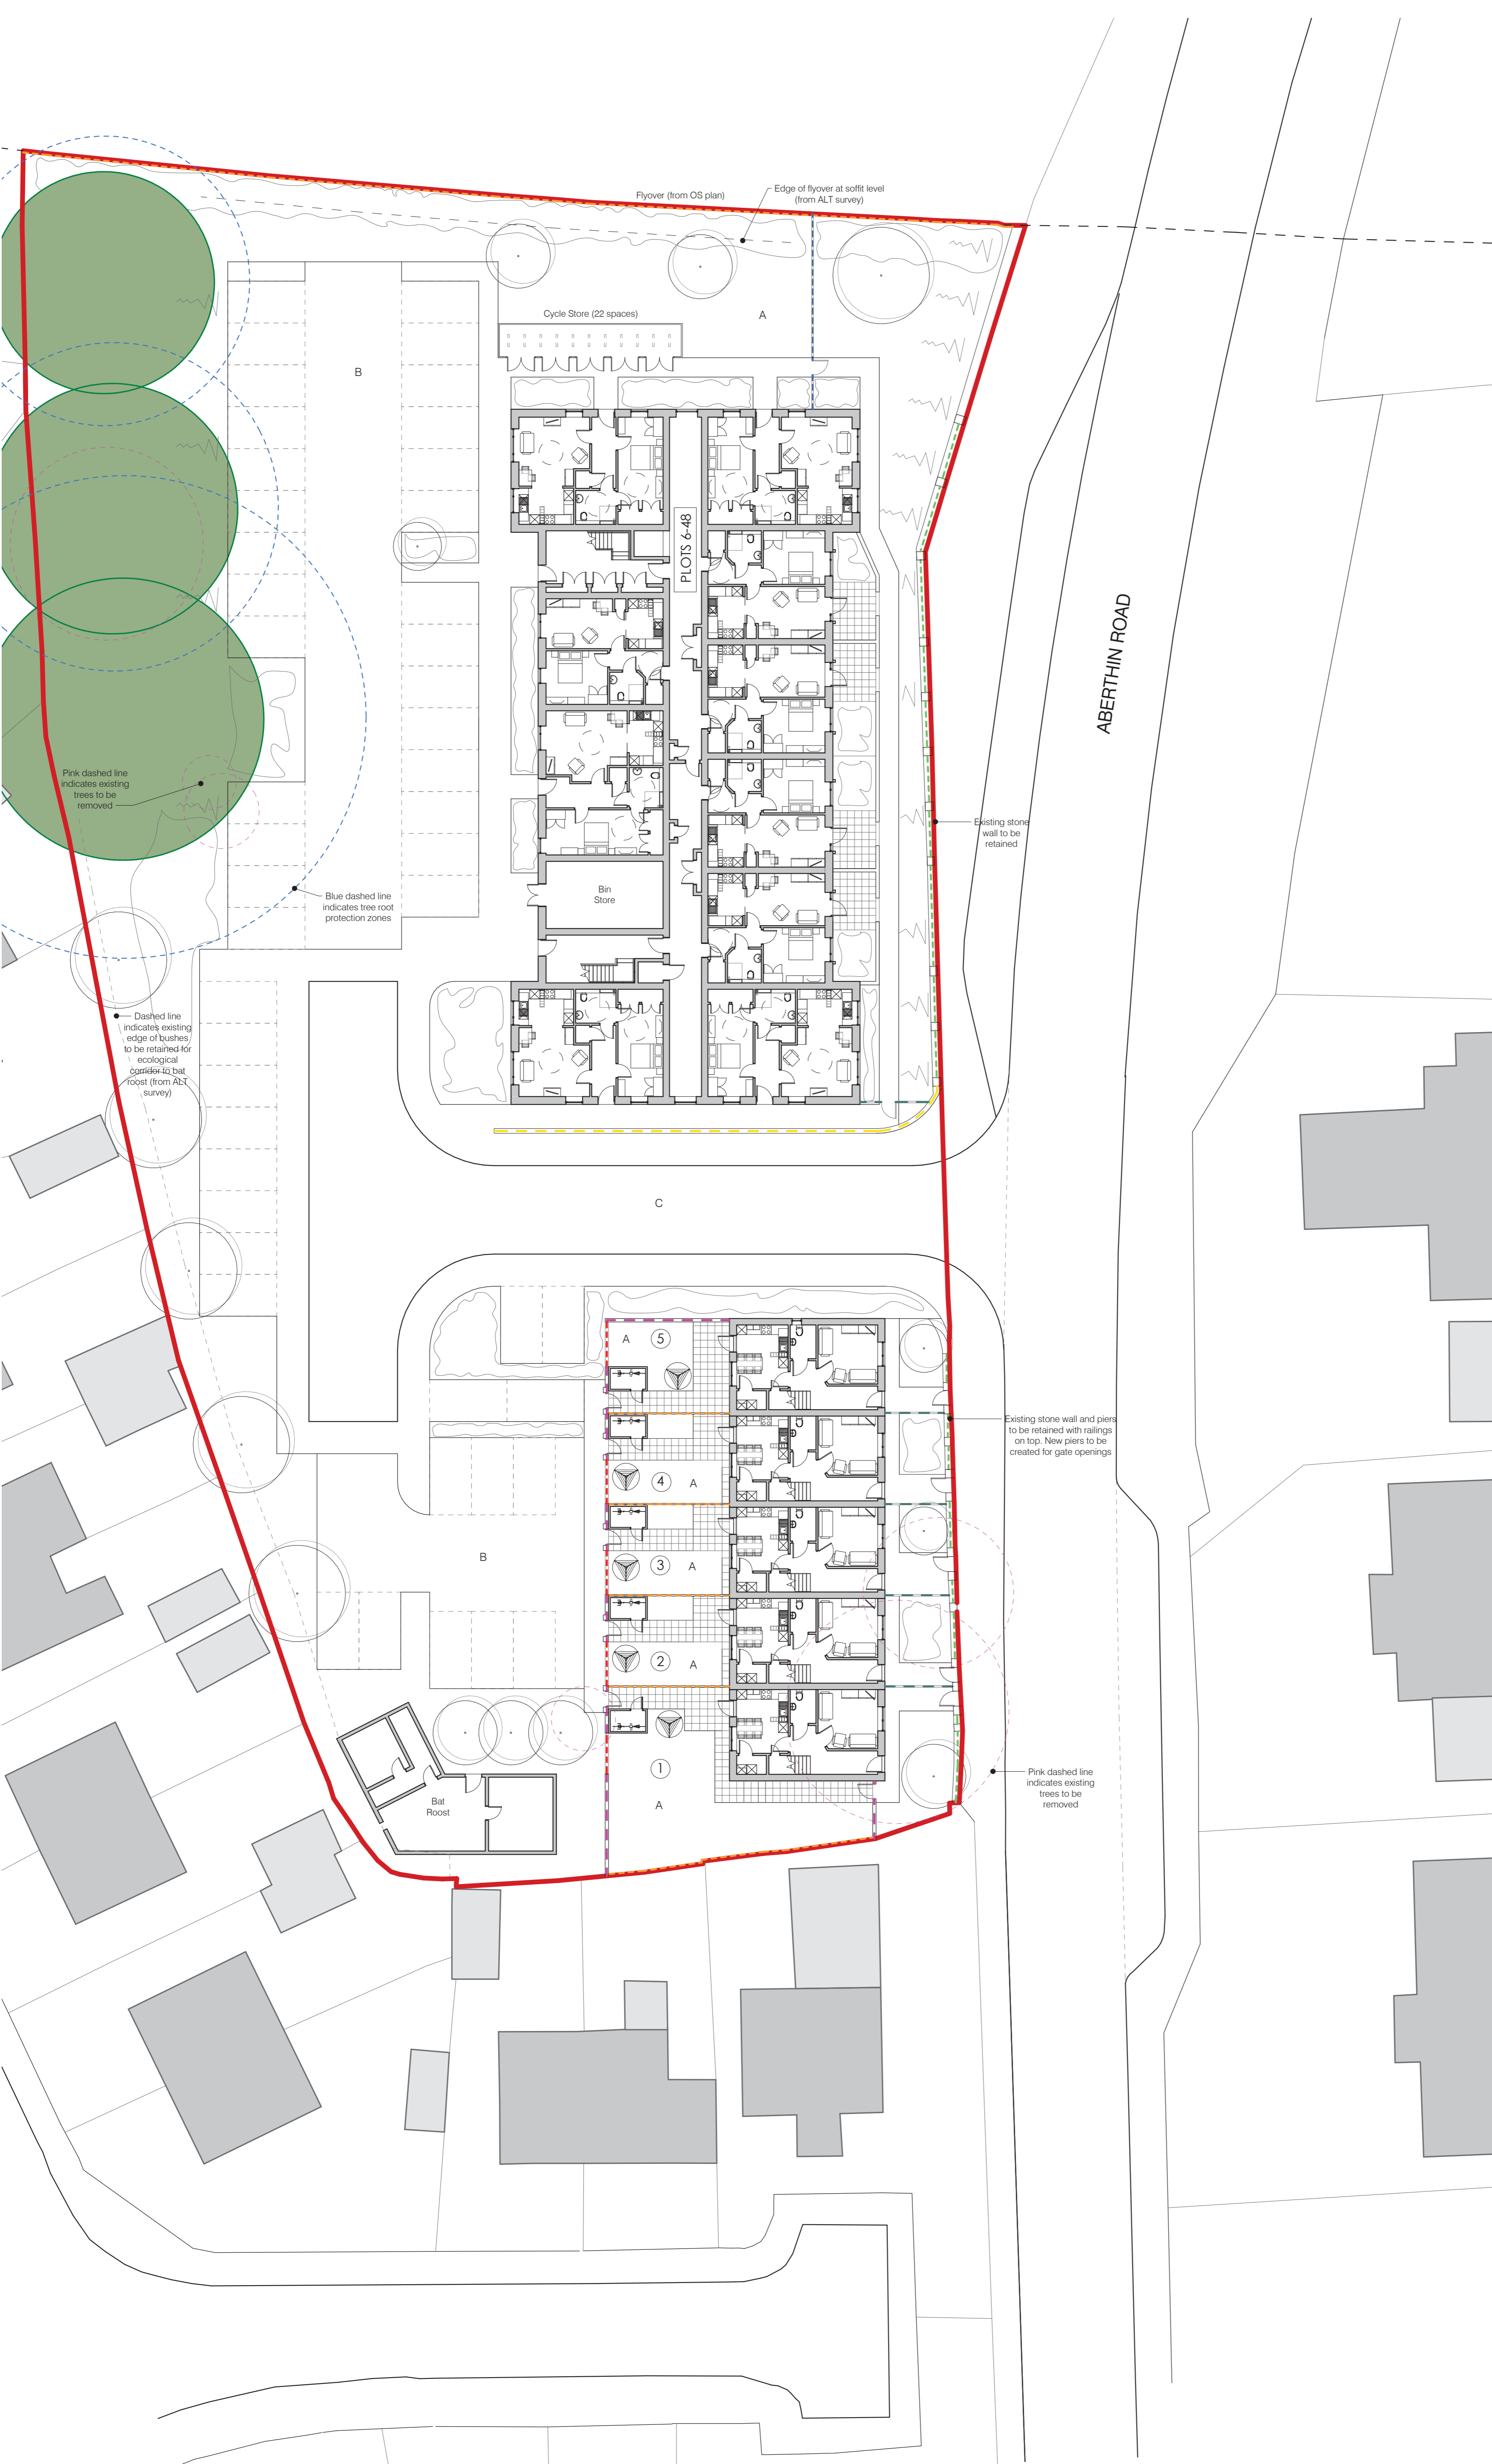 Flyover (from OS plan)
Edge of flyover at soffit level
(from ALT survey)
Cycle Store (22 spaces)
A
B
PLOTS 6-48
ABERTHIN ROAD
Pink dashed line
indicates existing
trees to be
removed
Existing stone
wall to be
retained
Bin
Store
Blue dashed line
indicates tree root
protection zones
Dashed line
indicates existing
edge of bushes
to be retained for
ecological
corridor to bat
roost (from ALT
survey)
C
A
5
Existing stone wall and piers
to be retained with railings
on top. New piers to be
created for gate openings
4
A
B
3
A
2
A
1
A
Pink dashed line
indicates existing
trees to be
removed
Bat
Roost